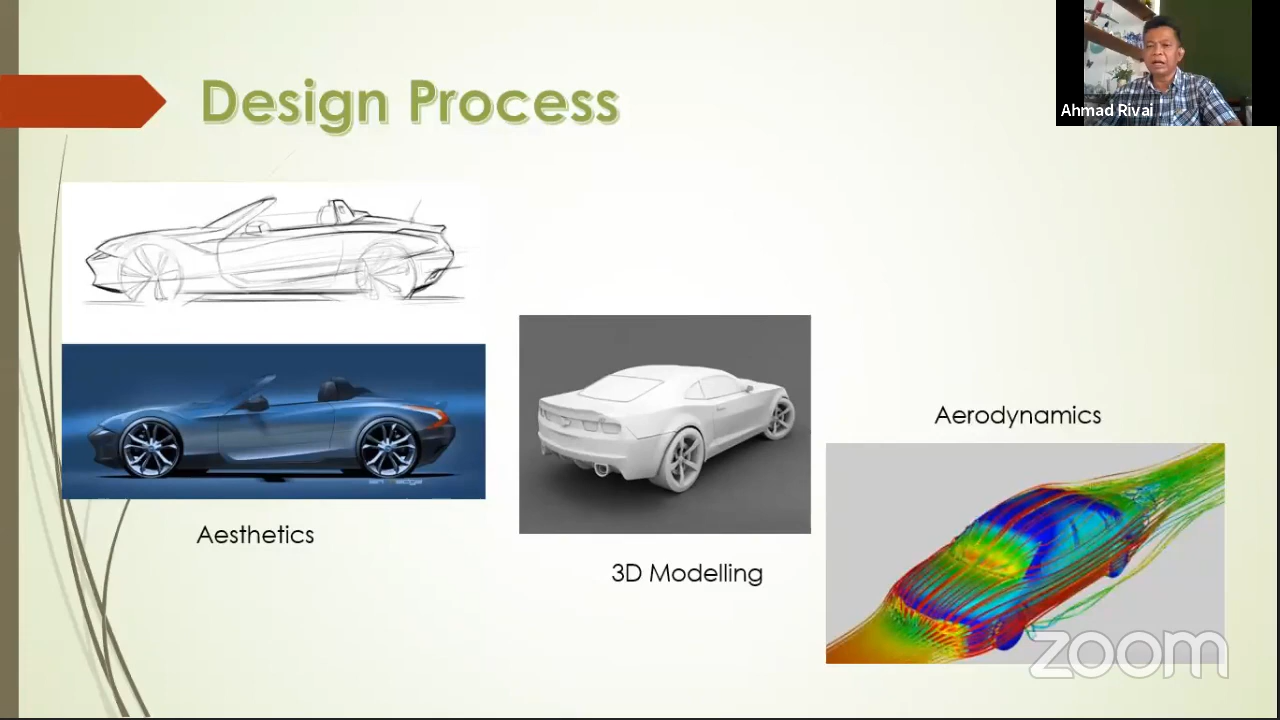 Design Process
Ahmad Rivai
Aerodynamics
Aesthetics
3D Modelling
zoom